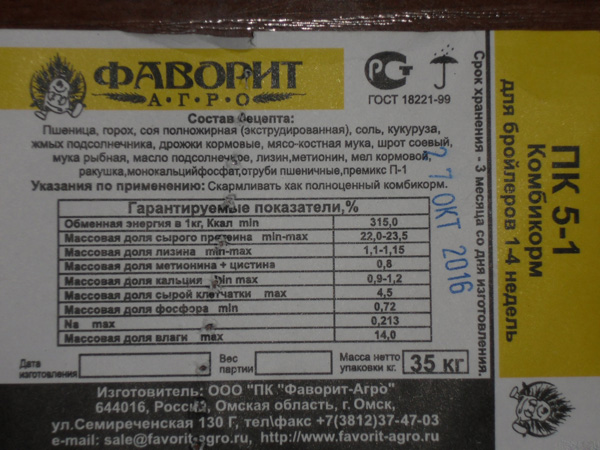 ФАВОРИТ
А·Г·Р·О
РСТ
ГОСТ 18221-99
Состав рецепта:
Пшеница, горох, соя полножирная (экструдированная), соль, кукуруза,
жмых подсолнечника, дрожжи кормовые, мясо-костная мука, шрот соевый,
мука рыбная, масло подсолнечное, лизин,метионин, мел кормовой,
ракушка,монокальцийфосфат,отруби пшеничные,премикс П-1
Указания по применению: Скармливать как полноценный комбикорм.
Гарантируемые показатели,%
Обменная энергия в 1кг, Ккал min 315,0
Массовая доля сырого протеина min-max 22,0-23,5
Массовая доля лизина min-max 1,1-1,15
Массовая доля метионина + цистина 0,8
Массовая доля кальция min max 0,9-1,2
Массовая доля сырой клетчатки max 4,5
Массовая доля фосфора min 0,72
Na max 0,213
Массовая доля влаги max 14,0
Дата изготовления
Вес партии
Масса нетто упаковки кг. 35 кг
Изготовитель: ООО "ПК "Фаворит-Агро"
644016, Россия, Омская область, г. Омск,
ул.Семиреченская 130 Г, тел\факс +7(3812)37-47-03
e-mail: sale@favorit-agro.ru, http://www.favorit-agro.ru
27 ОКТ 2016
Срок хранения - 3 месяца со дня изготовления.
ПК 5-1
Комбикорм
для бройлеров 1-4 недель